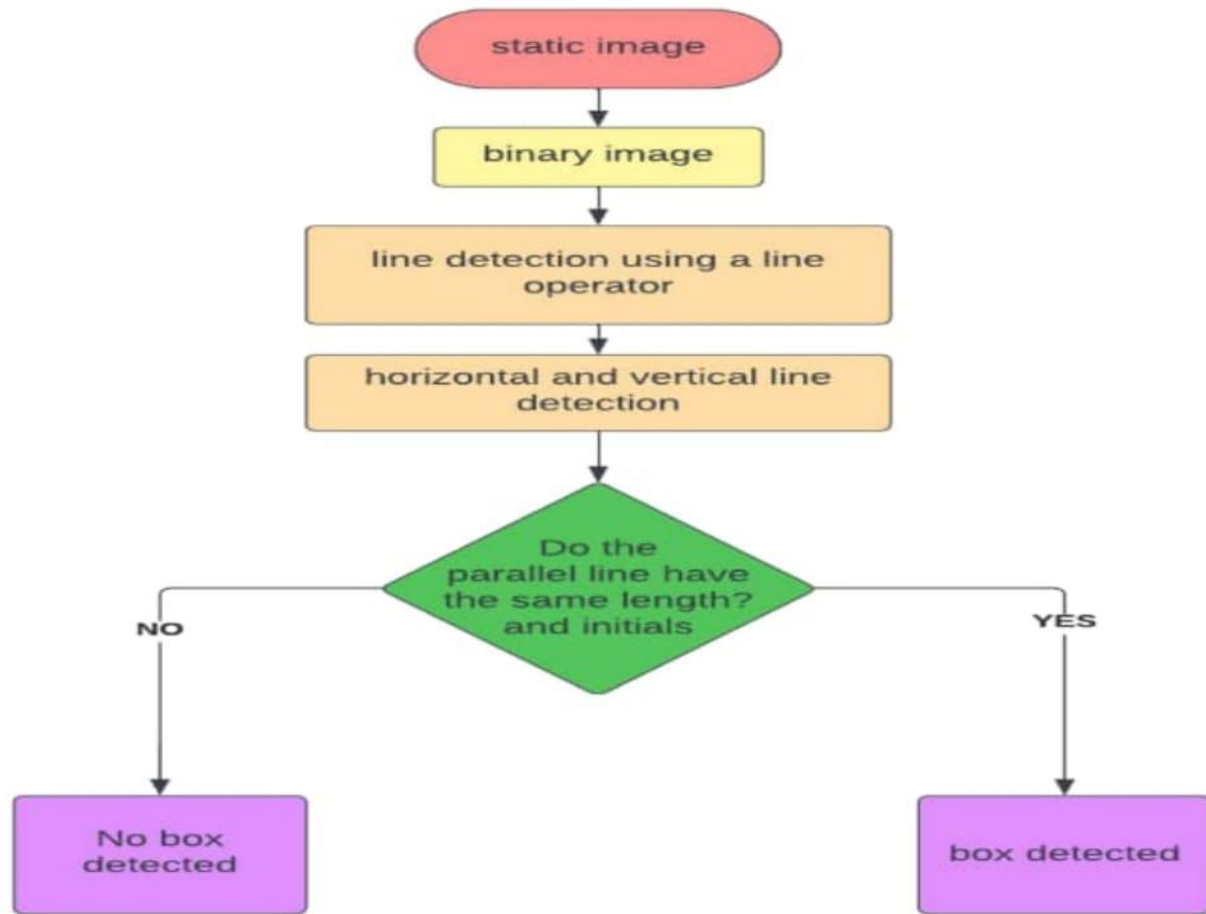 static image
binary image
line detection using a line
operator
horizontal and vertical line
detection
Do the
parallel line have
the same length?
and initials
NO
YES
No box
detected
box detected